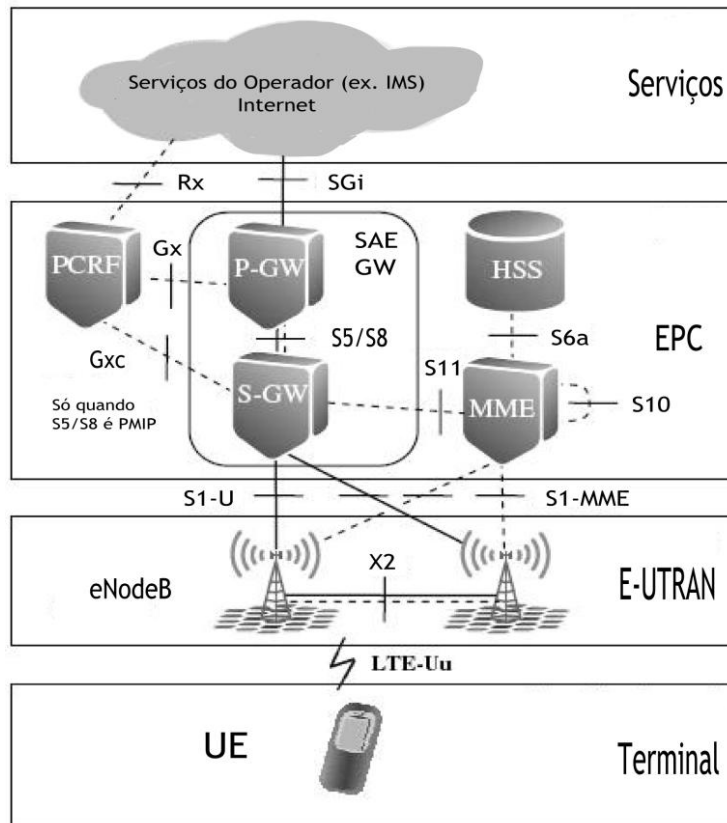 Serviços do Operador (ex. IMS)
Internet
Serviços
Rx
SGi
PCRF
Gx
P-GW
SAE
GW
HSS
S5/S8
S6a
EPC
Gxc
S11
S-GW
MME
S10
Só quando
S5/S8 é PMIP
S1-U
S1-MME
X2
eNodeB
E-UTRAN
LTE-Uu
UE
Terminal